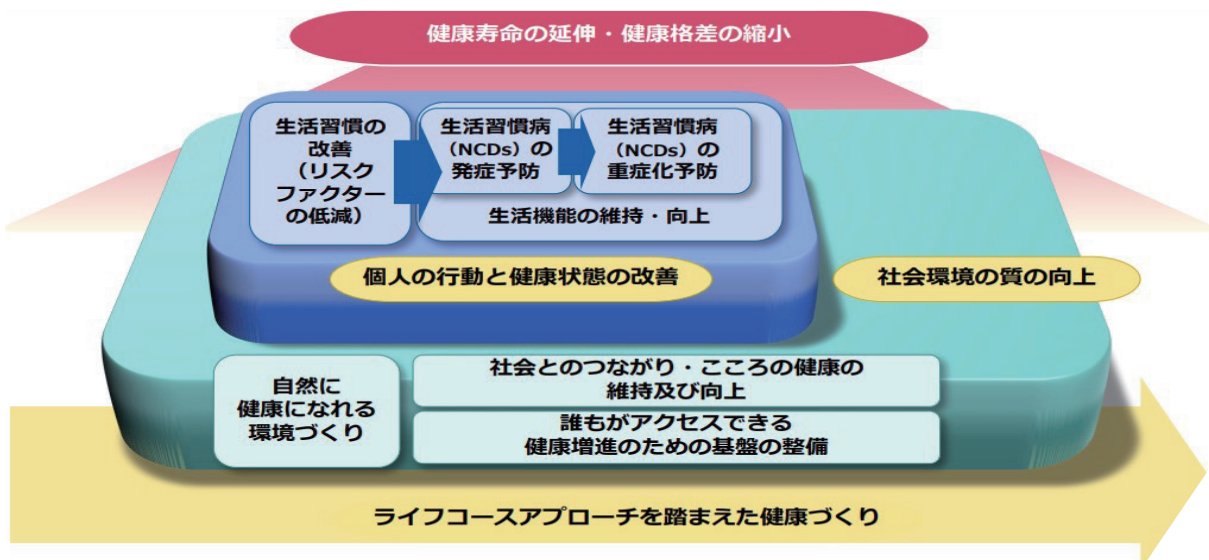 健康寿命の延伸・健康格差の縮小
生活習慣の
改善
（リスク
ファクター
の低減）
生活習慣病
（NCDs）の
発症予防
生活習慣病
（NCDs）の
重症化予防
生活機能の維持・向上
個人の行動と健康状態の改善
社会環境の質の向上
自然に
健康になれる
環境づくり
社会とのつながり・こころの健康の
維持及び向上
誰もがアクセスできる
健康増進のための基盤の整備
ライフコースアプローチを踏まえた健康づくり